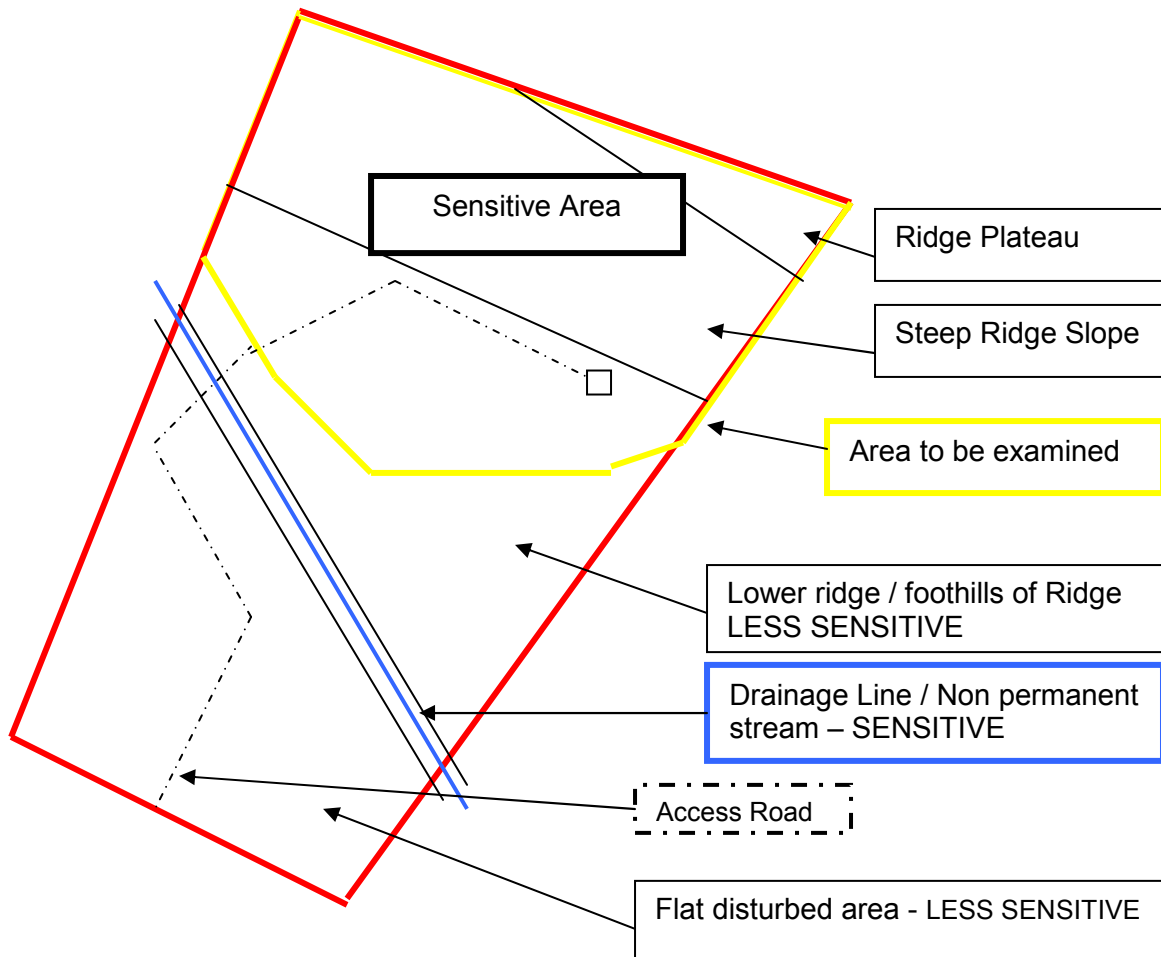 Sensitive Area
Ridge Plateau
Steep Ridge Slope
Area to be examined
Lower ridge / foothills of Ridge
LESS SENSITIVE
Drainage Line / Non permanent
stream – SENSITIVE
Access Road
Flat disturbed area - LESS SENSITIVE